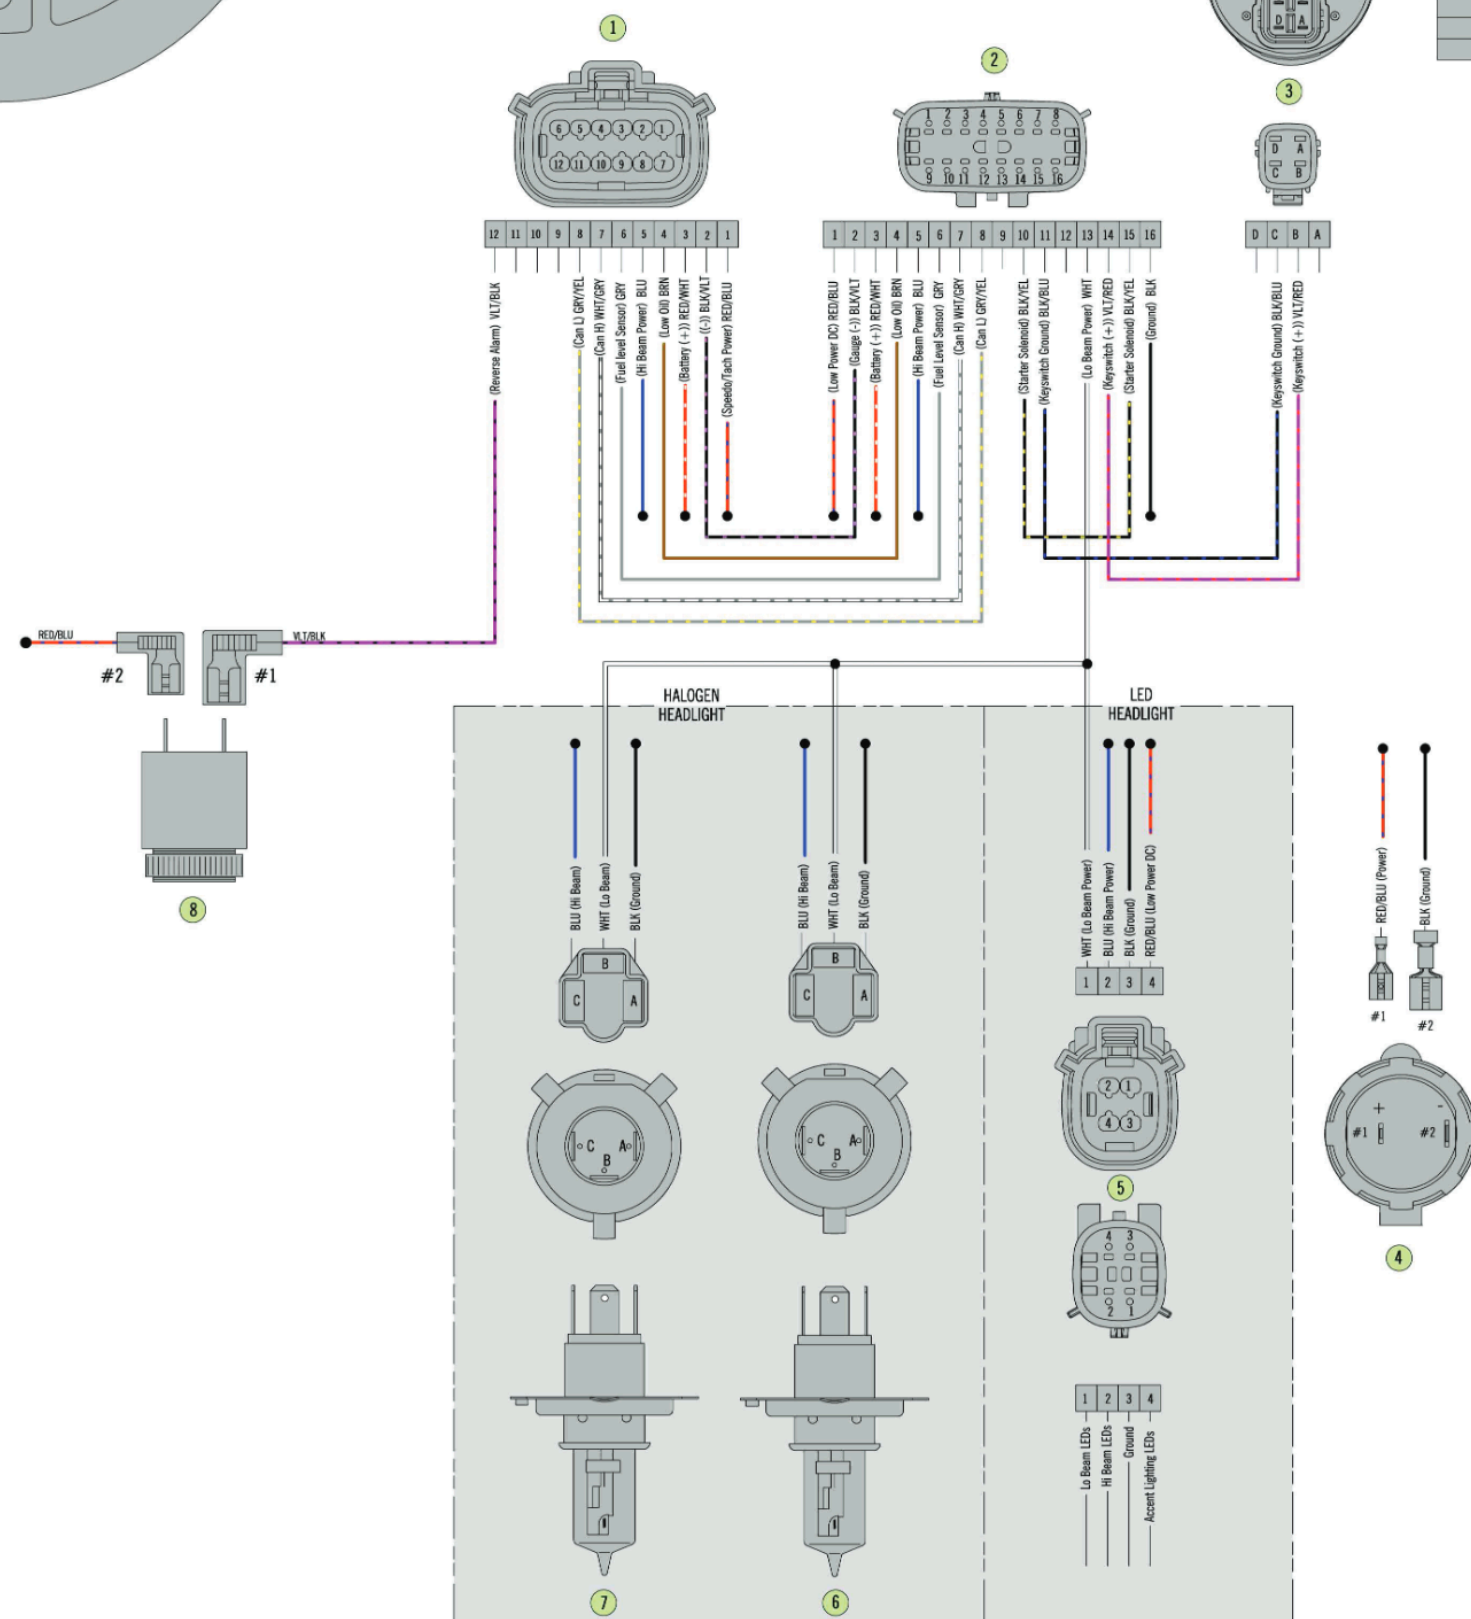 1
2
D A
3
6 5 4 3 2 1
12 11 10 9 8 7
1 2 3 4 5 6 7 8
9 10 11 12 13 14 15 16
D A
C B
12 11 10 9 8 7 6 5 4 3 2 1
1 2 3 4 5 6 7 8 9 10 11 12 13 14 15 16
D C B A
(Reverse Alarm) VLT/BLK
(Can L) GRY/YEL
(Can H) WHT/GRY
(Fuel level Sensor) GRY
(Hi Beam Power) BLU
(Low Oil) BRN
(Battery (+)) RED/WHT
((-)) BLK/VLT
(Speedo/Tach Power) RED/BLU
(Low Power DC) RED/BLU
(Gauge (-)) BLK/VLT
(Battery (+)) RED/WHT
(Low Oil) BRN
(Hi Beam Power) BLU
(Fuel Level Sensor) GRY
(Can H) WHT/GRY
(Can L) GRY/YEL
(Starter Solenoid) BLK/YEL
(Keyswitch Ground) BLK/BLU
(Lo Beam Power) WHT
(Keyswitch (+)) VLT/RED
(Starter Solenoid) BLK/YEL
(Ground) BLK
(Keyswitch Ground) BLK/BLU
(Keyswitch (+)) VLT/RED
RED/BLU
VLT/BLK
#2
#1
8
HALOGEN
HEADLIGHT
LED
HEADLIGHT
BLU (Hi Beam)
WHT (Lo Beam)
BLK (Ground)
BLU (Hi Beam)
WHT (Lo Beam)
BLK (Ground)
WHT (Lo Beam Power)
BLU (Hi Beam Power)
BLK (Ground)
RED/BLU (Low Power DC)
RED/BLU (Power)
BLK (Ground)
B
C A
B
C A
1 2 3 4
#1
#2
C A
B
C A
B
2 1
4 3
+ -
#1 #2
5
4
4 3
2 1
1 2 3 4
Lo Beam LEDs
Hi Beam LEDs
Ground
Accent Lighting LEDs
7
6